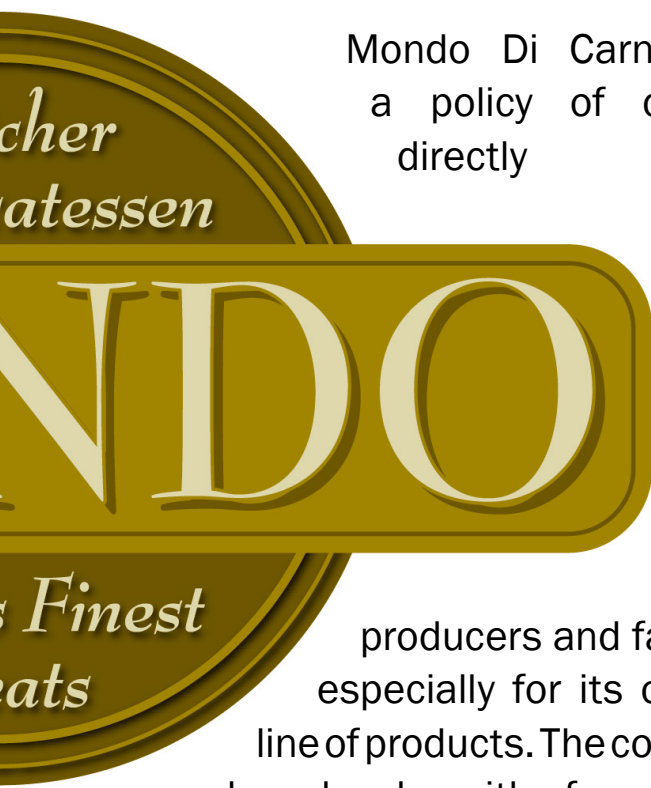 Mondo Di Carn
a policy of
directly
cher
atessen
NDO
s Finest
eats
producers and fa
especially for its
line of products. The co